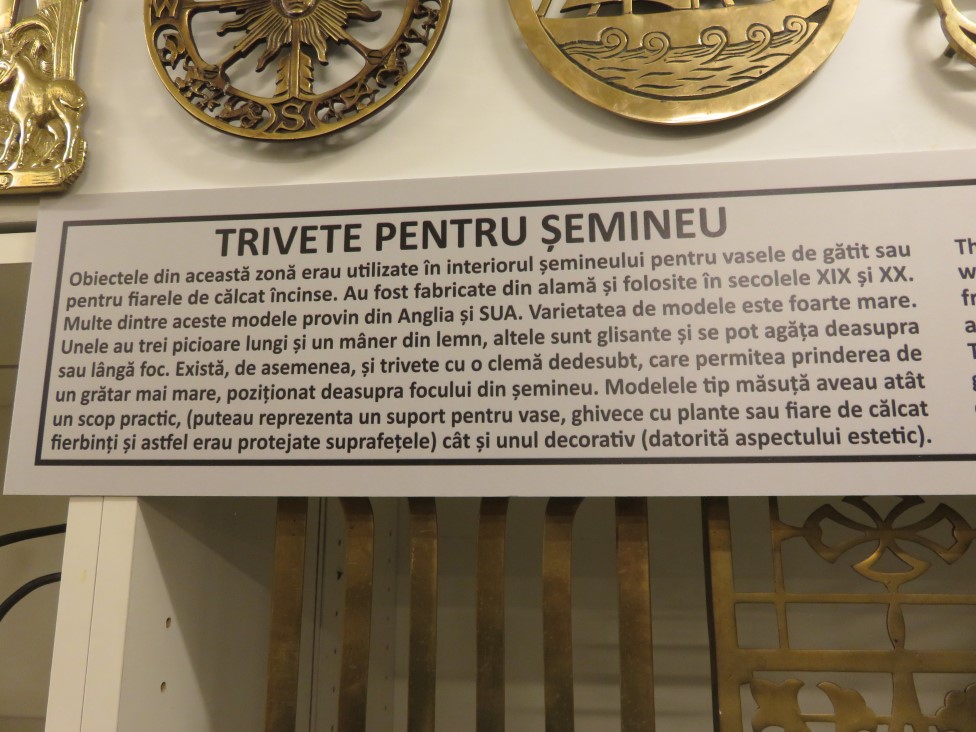 W
S
TRIVETE PENTRU ȘEMINEU
Obiectele din această zonă erau utilizate în interiorul șemineului pentru vasele de gătit sau
pentru fiarele de călcat încinse. Au fost fabricate din alamă și folosite în secolele XIX și XX.
Multe dintre aceste modele provin din Anglia și SUA. Varietatea de modele este foarte mare.
Unele au trei picioare lungi și un mâner din lemn, altele sunt glisante și se pot agăța deasupra
sau lângă foc. Există, de asemenea, și trivete cu o clemă dedesubt, care permitea prinderea de
un grătar mai mare, poziționat deasupra focului din șemineu. Modelele tip măsuță aveau atât
un scop practic, (puteau reprezenta un suport pentru vase, ghivece cu plante sau fiare de călcat
fierbinți și astfel erau protejate suprafețele) cât și unul decorativ (datorită aspectului estetic).